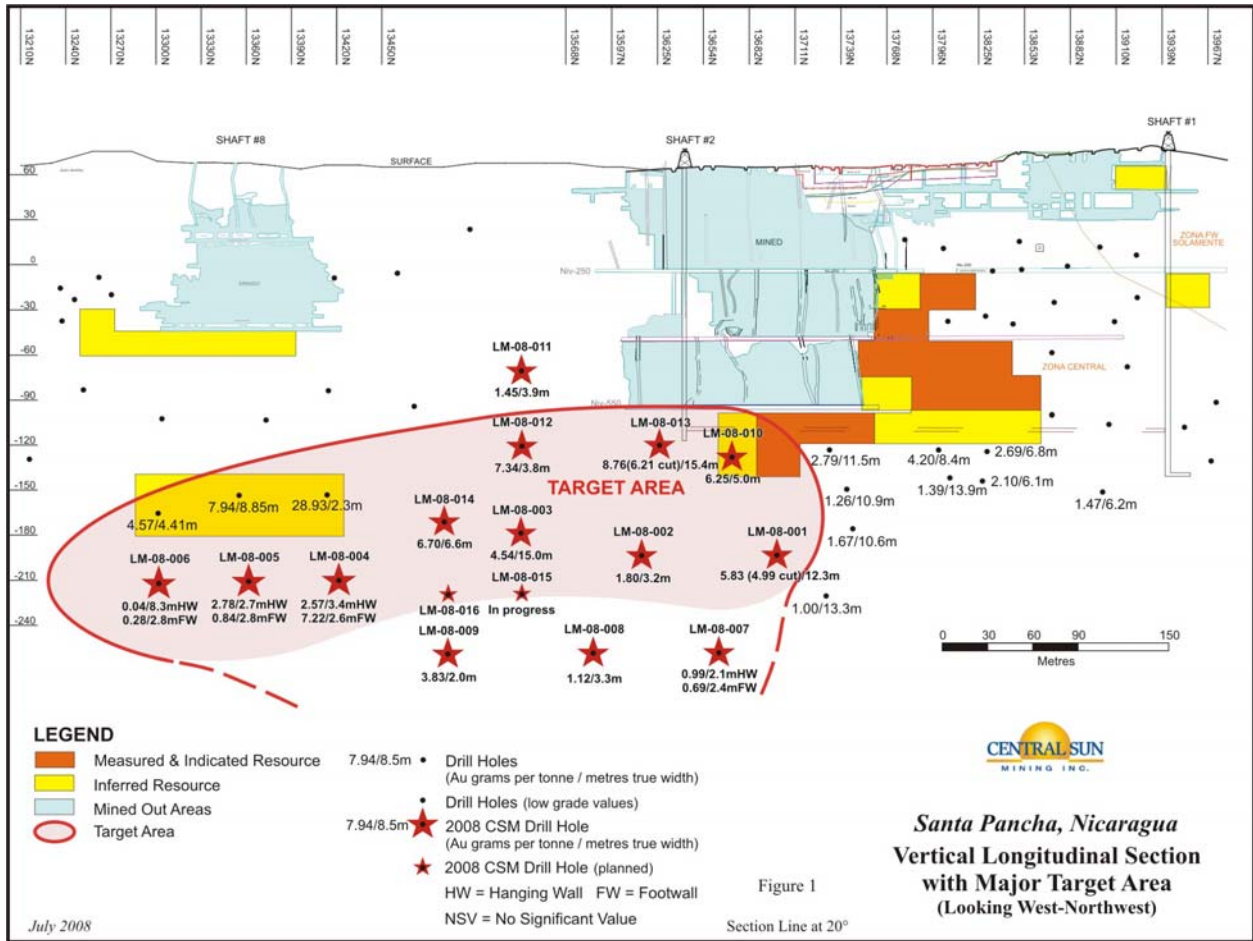 13210N
13240N
13270N
13300N
13330N
13360N
13390N
13420N
13450N
13568N
13597N
13625N
13654N
13682N
13711N
13739N
13768N
13796N
13825N
13853N
13882N
13910N
13939N
13967N
SHAFT #8
SHAFT #2
SHAFT #1
SURFACE
60
30
0
-30
-60
-90
-120
-150
-180
-210
-240
MINED
ZONA FW
SOLAMENTE
Niv-250
ZONA CENTRAL
Niv-550
LM-08-011
1.45/3.9m
LM-08-012
7.34/3.8m
LM-08-013
8.76(6.21 cut)/15.4m
LM-08-010
6.25/5.0m
2.79/11.5m
4.20/8.4m
2.69/6.8m
1.26/10.9m
1.39/13.9m
2.10/6.1m
1.47/6.2m
1.67/10.6m
TARGET AREA
4.57/4.41m
7.94/8.85m
28.93/2.3m
LM-08-014
6.70/6.6m
LM-08-003
4.54/15.0m
LM-08-002
1.80/3.2m
LM-08-001
5.83 (4.99 cut)/12.3m
LM-08-006
0.04/8.3mHW
0.28/2.8mFW
LM-08-005
2.78/2.7mHW
0.84/2.8mFW
LM-08-004
2.57/3.4mHW
7.22/2.6mFW
LM-08-015
In progress
LM-08-016
LM-08-009
3.83/2.0m
LM-08-008
1.12/3.3m
LM-08-007
0.99/2.1mHW
0.69/2.4mFW
1.00/13.3m
0 30 60 90 150
Metres
LEGEND
Measured & Indicated Resource
Inferred Resource
Mined Out Areas
Target Area
7.94/8.5m Drill Holes
(Au grams per tonne / metres true width)
Drill Holes (low grade values)
7.94/8.5m 2008 CSM Drill Hole
(Au grams per tonne / metres true width)
2008 CSM Drill Hole (planned)
HW = Hanging Wall FW = Footwall
NSV = No Significant Value
CENTRAL SUN
MINING INC.
Santa Pancha, Nicaragua
Vertical Longitudinal Section
with Major Target Area
(Looking West-Northwest)
Figure 1
Section Line at 20°
July 2008